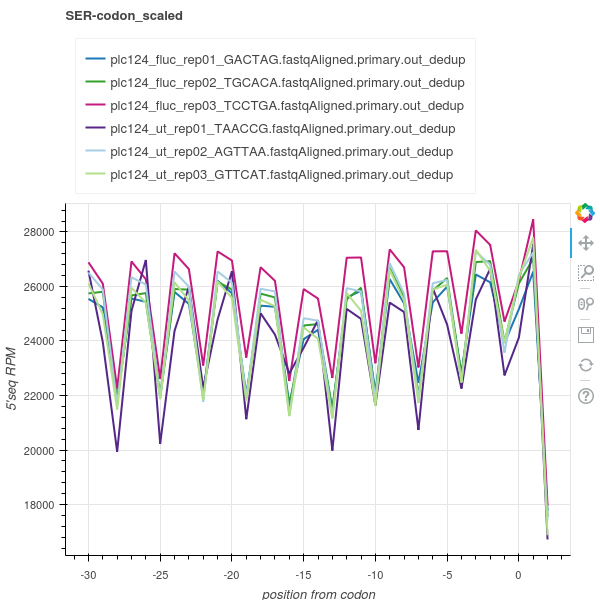 SER-codon_scaled
plc124_fluc_rep01_GACTAG.fastqAligned.primary.out_dedup
plc124_fluc_rep02_TGCACA.fastqAligned.primary.out_dedup
plc124_fluc_rep03_TCCTGA.fastqAligned.primary.out_dedup
plc124_ut_rep01_TAACCG.fastqAligned.primary.out_dedup
plc124_ut_rep02_AGTTAA.fastqAligned.primary.out_dedup
plc124_ut_rep03_GTTCAT.fastqAligned.primary.out_dedup
28000
26000
24000
22000
20000
18000
5'seq RPM
-30 -25 -20 -15 -10 -5 0
position from codon